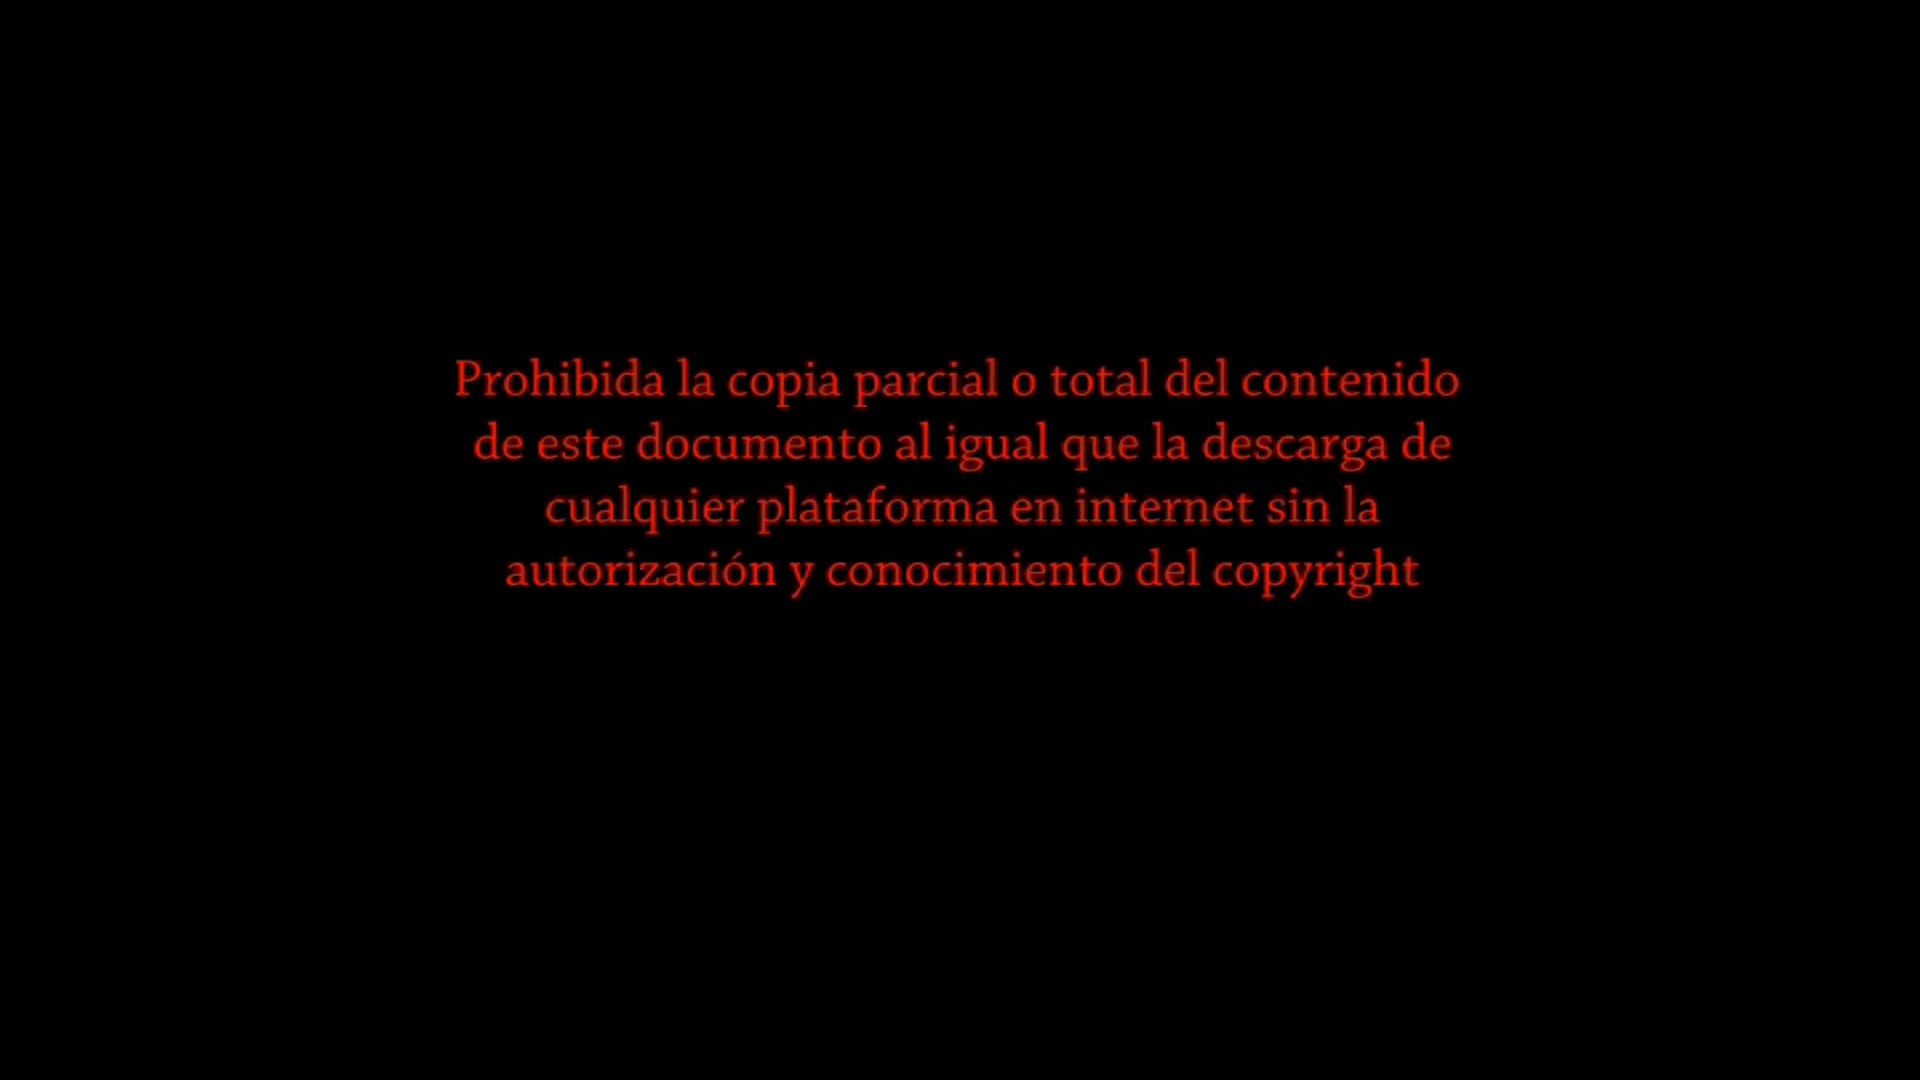 Prohibida la copia parcial o total del contenido
de este documento al igual que la descarga de
cualquier plataforma en internet sin la
autorización y conocimiento del copyright